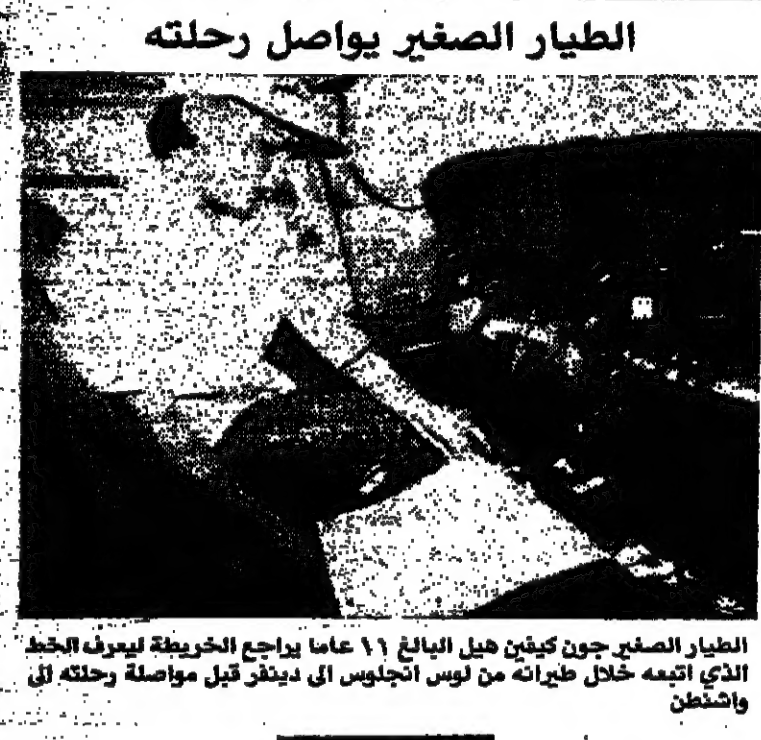 الطيار الصغير يواصل رحلته
الطيار الصغير جون كيفين هيل البالغ ١١ عاما يراجع الخريطة ليعرف الخط
الذي اتبعه خلال طيرانه من لوس انجلوس الى دينفر قبل مواصلة رحلته الى
واشنطن